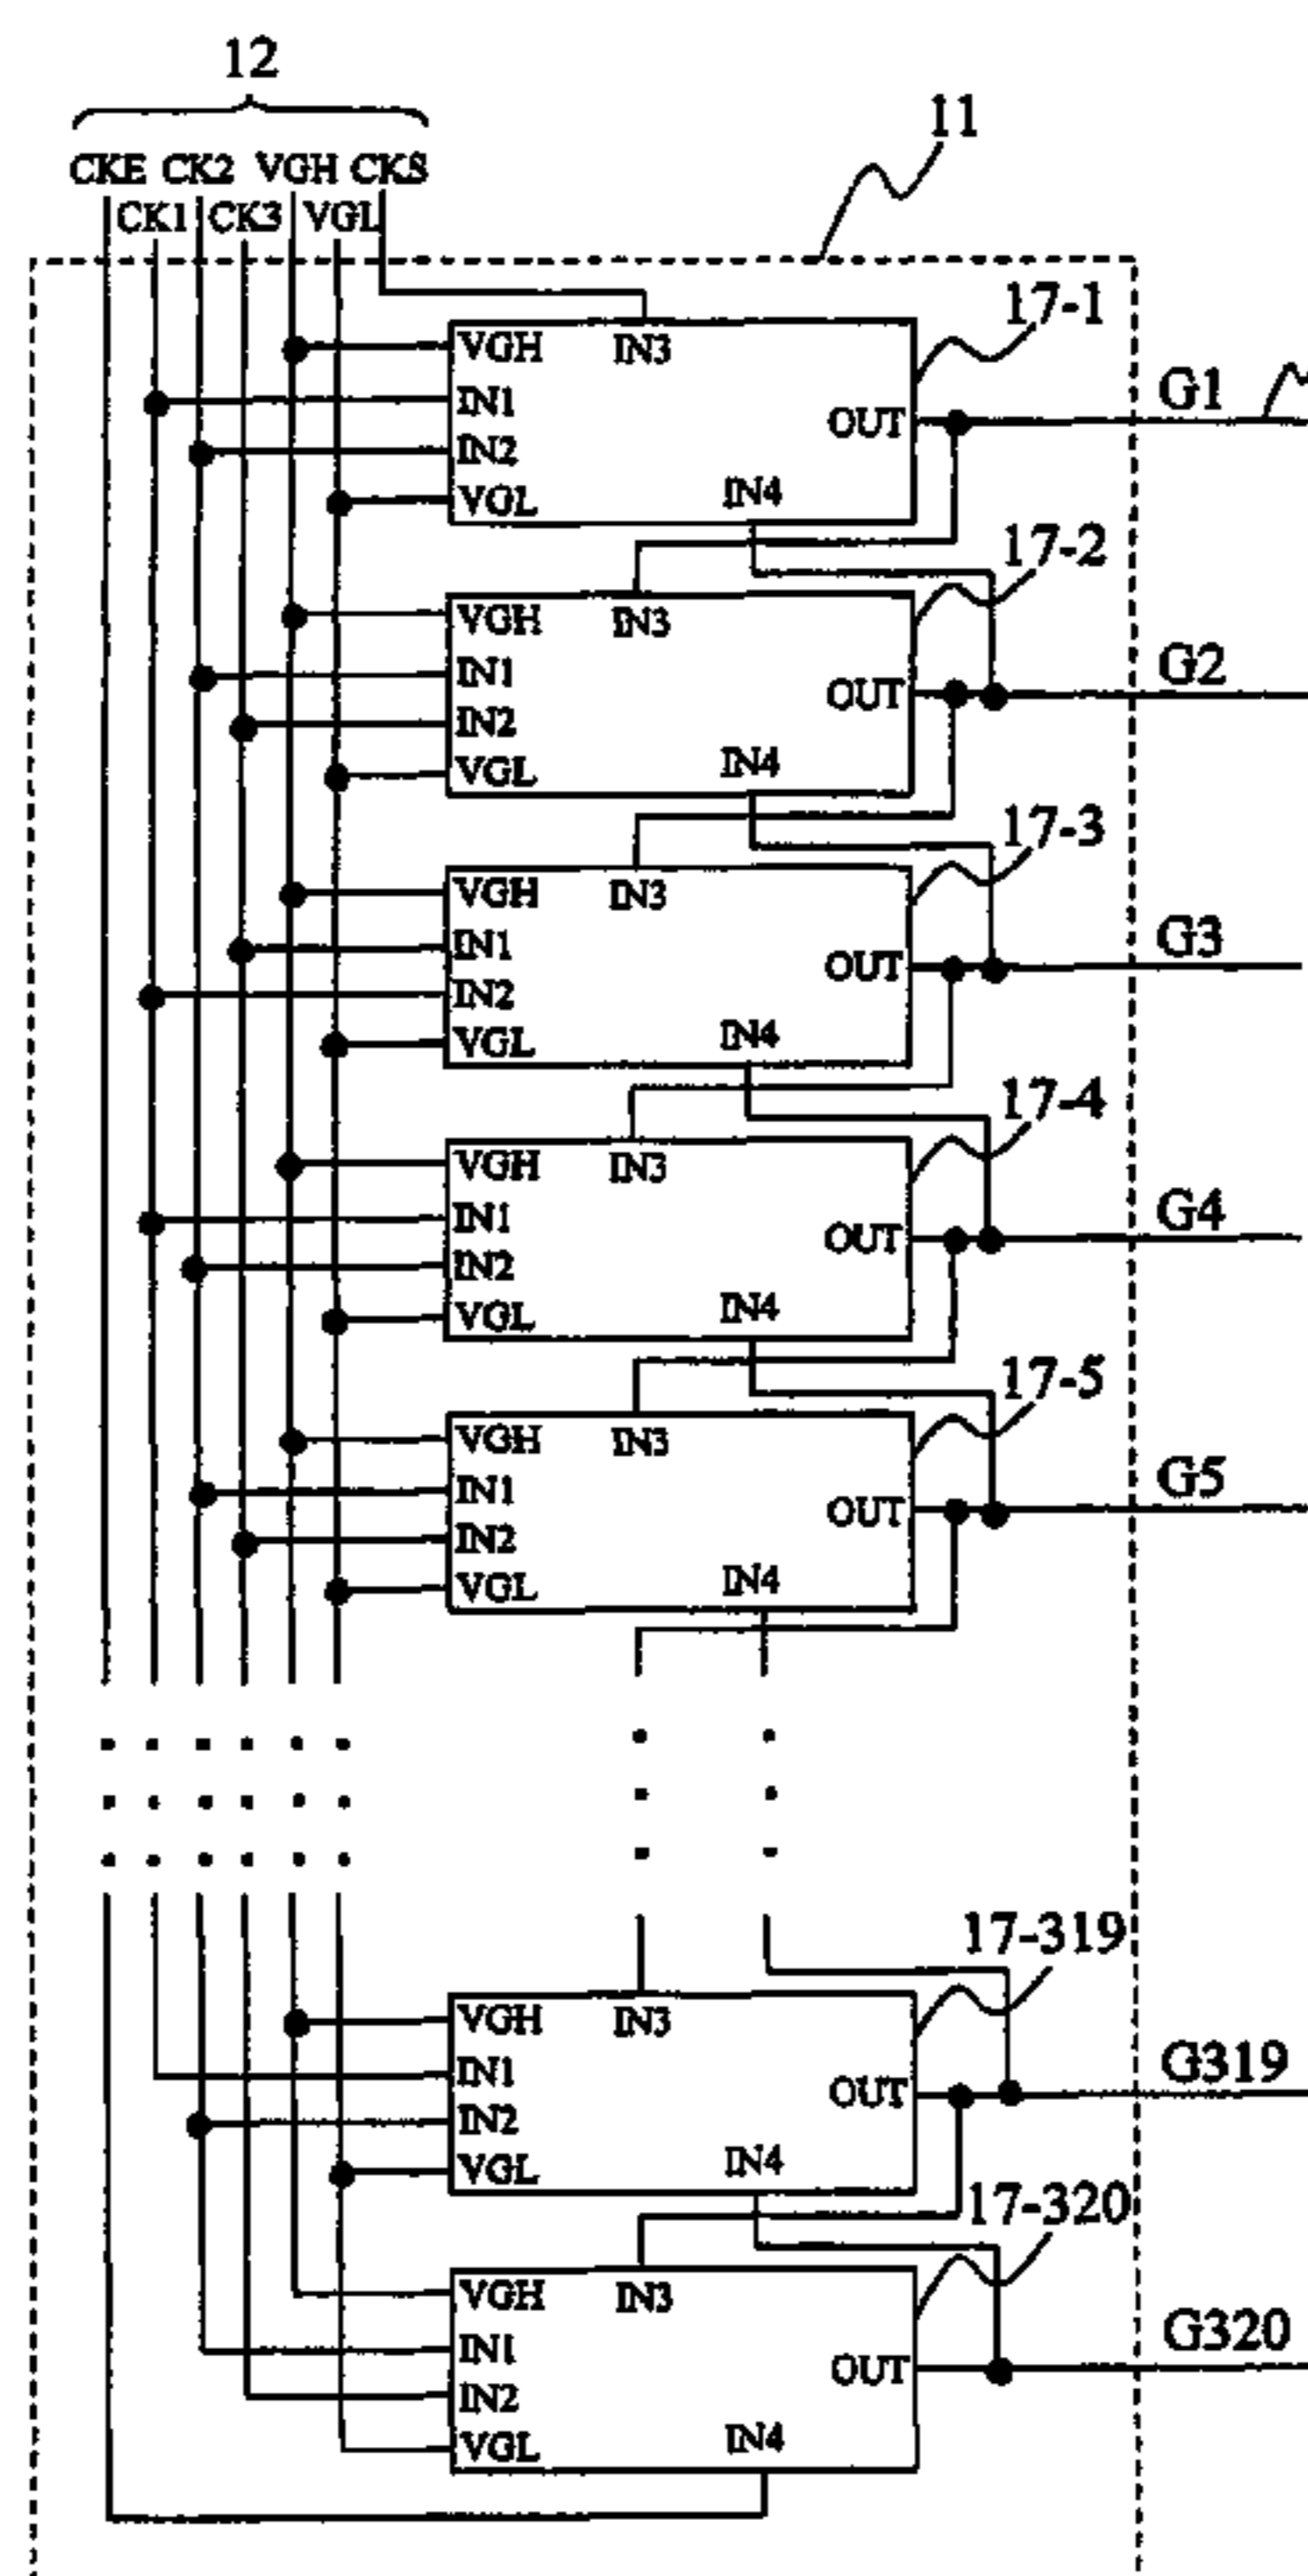 12
11
CKE CK2 VGH CKS
CK1 CK3 VGL
17-1
VGH IN3
IN1
OUT
G1
IN2
VGL IN4
17-2
VGH IN3
IN1
OUT
G2
IN2
VGL IN4
17-3
VGH IN3
IN1
OUT
G3
IN2
VGL IN4
17-4
VGH IN3
IN1
OUT
G4
IN2
VGL IN4
17-5
VGH IN3
IN1
OUT
G5
IN2
VGL IN4
17-319
VGH IN3
IN1
OUT
G319
IN2
VGL IN4
17-320
VGH IN3
IN1
OUT
G320
IN2
VGL IN4